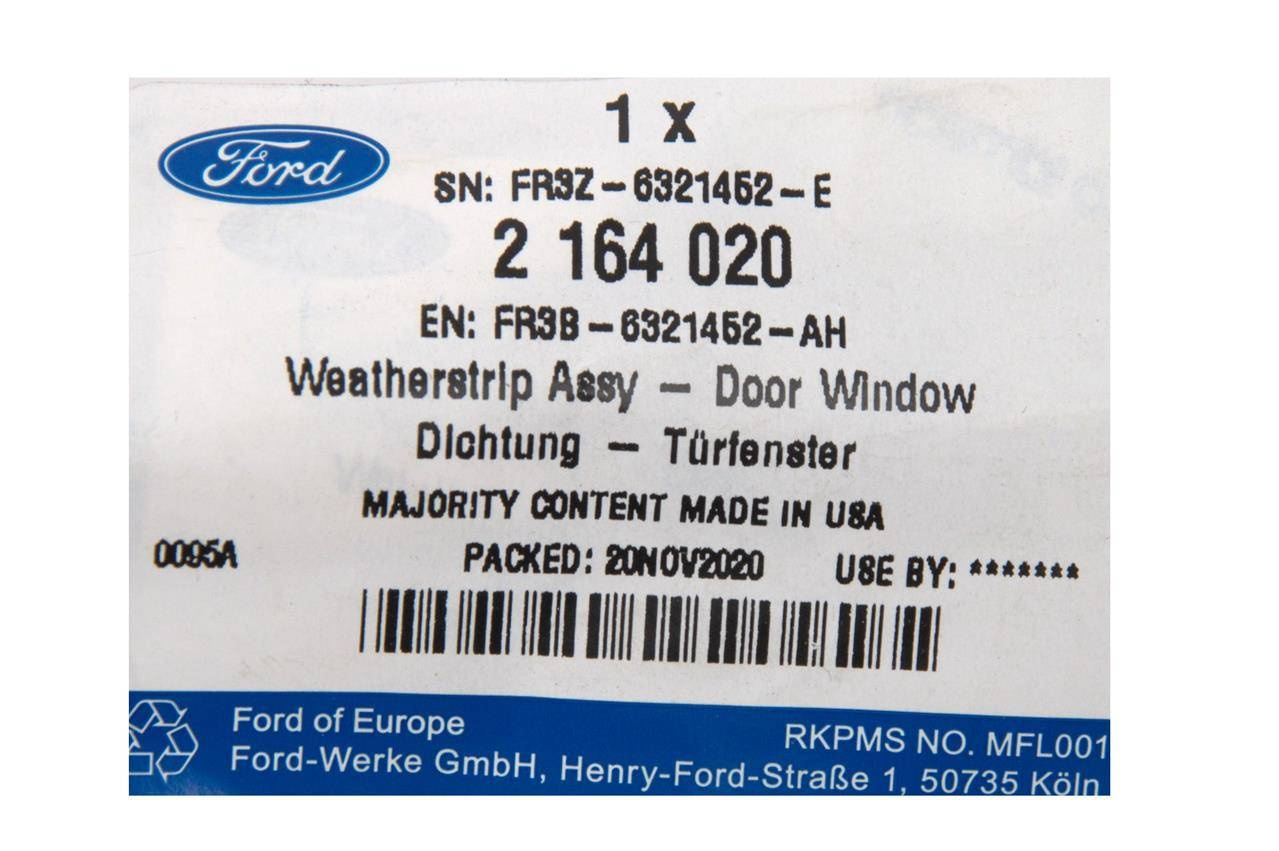 Ford
1 x
SN: FR3Z-6321452-E
2 164 020
EN: FR3B-6321452-AH
Weatherstrip Assy - Door Window
Dichtung - Türfenster
MAJORITY CONTENT MADE IN USA
0095A PACKED: 20NOV2020 USE BY: *******
Ford of Europe RKPMS NO. MFL001
Ford-Werke GmbH, Henry-Ford-Straße 1, 50735 Köln